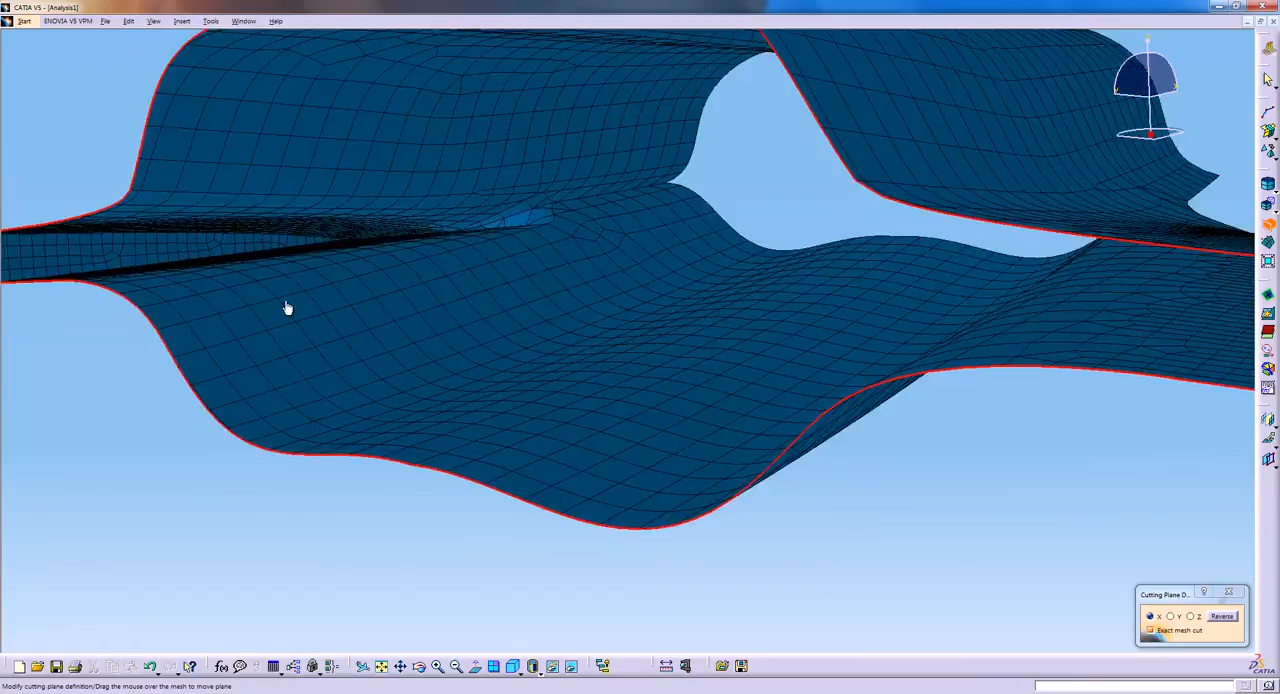 CATIA V5 - [Analysis1]
Start ENOVIA V5 VPM File Edit View Insert Tools Window Help
Cutting Plane D...
X Y Z Reverse
Exact mesh cut
f(x)
CATIA
Modify cutting plane definition/Drag the mouse over the mesh to move plane